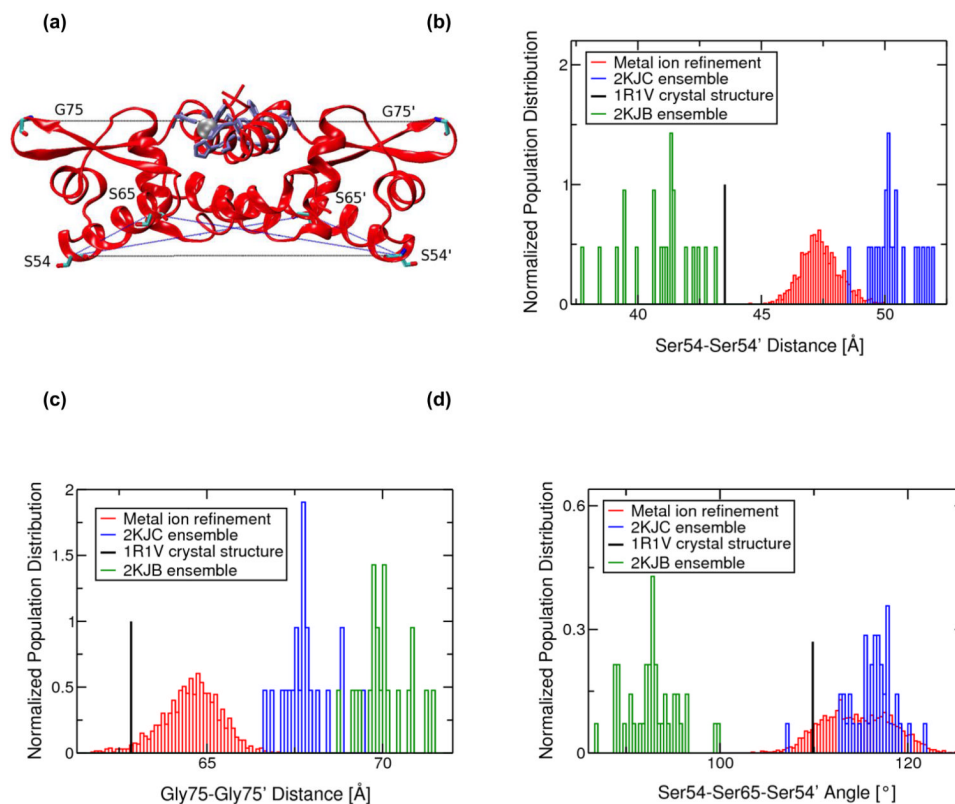 (a)
(b)
G75
G75'
S65
S65'
S54
S54'
Normalized Population Distribution
2
1
0
Metal ion refinement
2KJC ensemble
1R1V crystal structure
2KJB ensemble
40
45
50
Ser54-Ser54' Distance [Å]
(c)
(d)
Normalized Population Distribution
2
1.5
1
0.5
0
Metal ion refinement
2KJC ensemble
1R1V crystal structure
2KJB ensemble
65
70
Gly75-Gly75' Distance [Å]
Normalized Population Distribution
0.6
0.3
0
Metal ion refinement
2KJC ensemble
1R1V crystal structure
2KJB ensemble
100
120
Ser54-Ser65-Ser54' Angle [°]